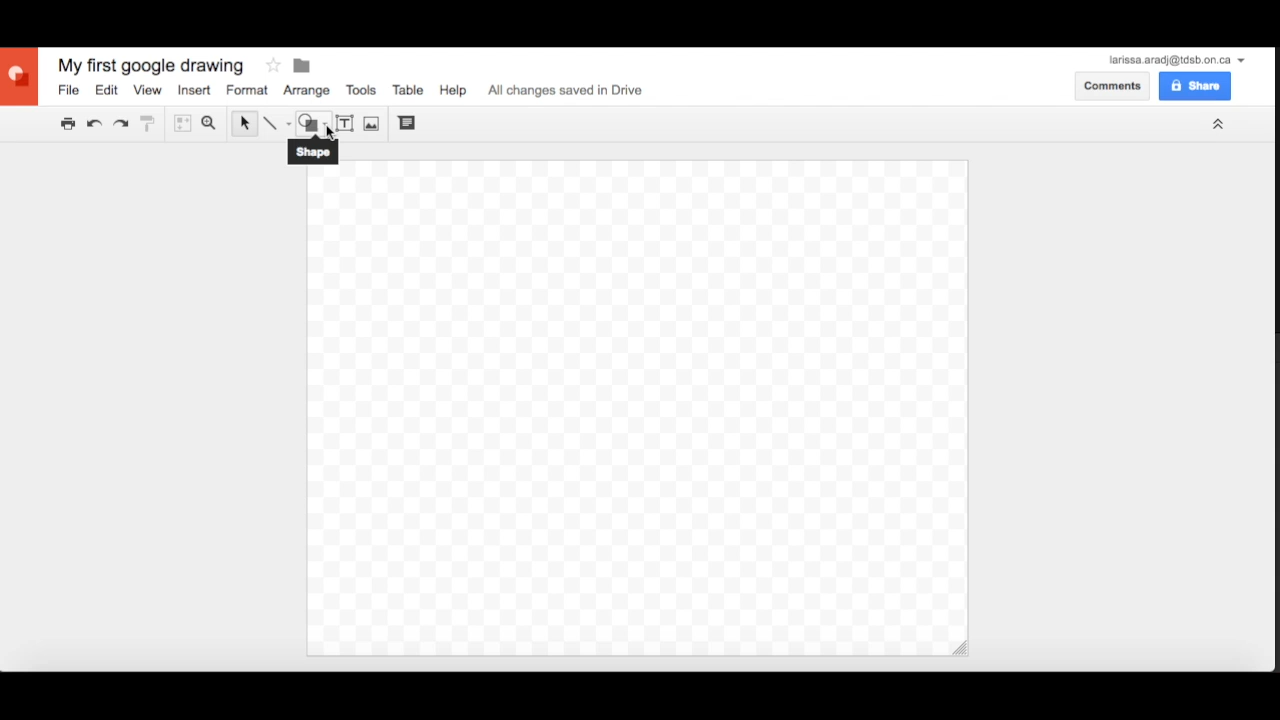 My first google drawing
larissa.aradj@tdsb.on.ca
File Edit View Insert Format Arrange Tools Table Help All changes saved in Drive
Comments Share
T
Shape